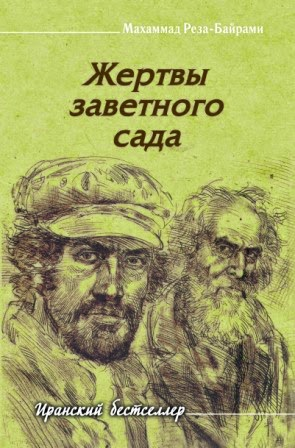 Махаммад Реза-Байрами
Жертвы
заветного
сада
Иранский бестселлер